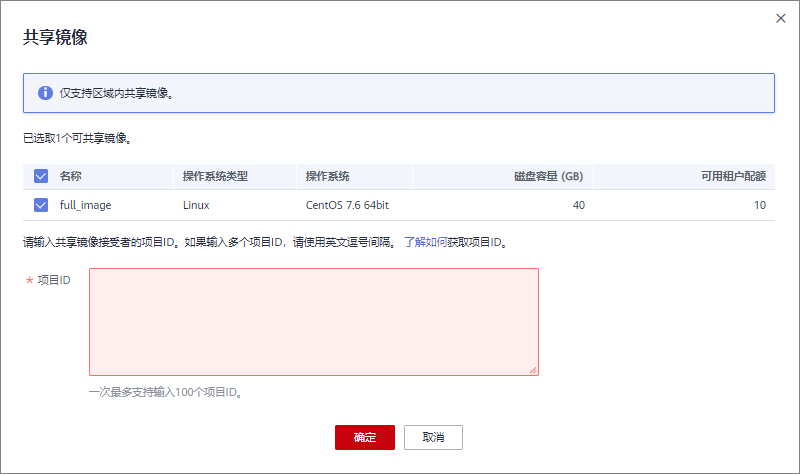 共享镜像
仅支持区域内共享镜像。
已选取1个可共享镜像。
名称 操作系统类型 操作系统 磁盘容量 (GB) 可用租户配额
full_image Linux CentOS 7.6 64bit 40 10
请输入共享镜像接受者的项目ID。如果输入多个项目ID，请使用英文逗号间隔。 了解如何获取项目ID。
* 项目ID
一次最多支持输入100个项目ID。
确定 取消